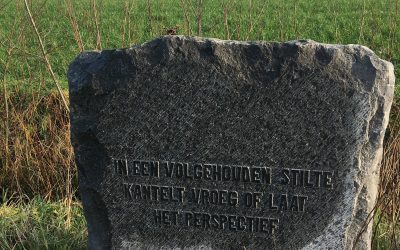 IN EEN VOLGEHOUDEN STILTE
KANTELT VROEG OF LAAT
HET PERSPECTIEF